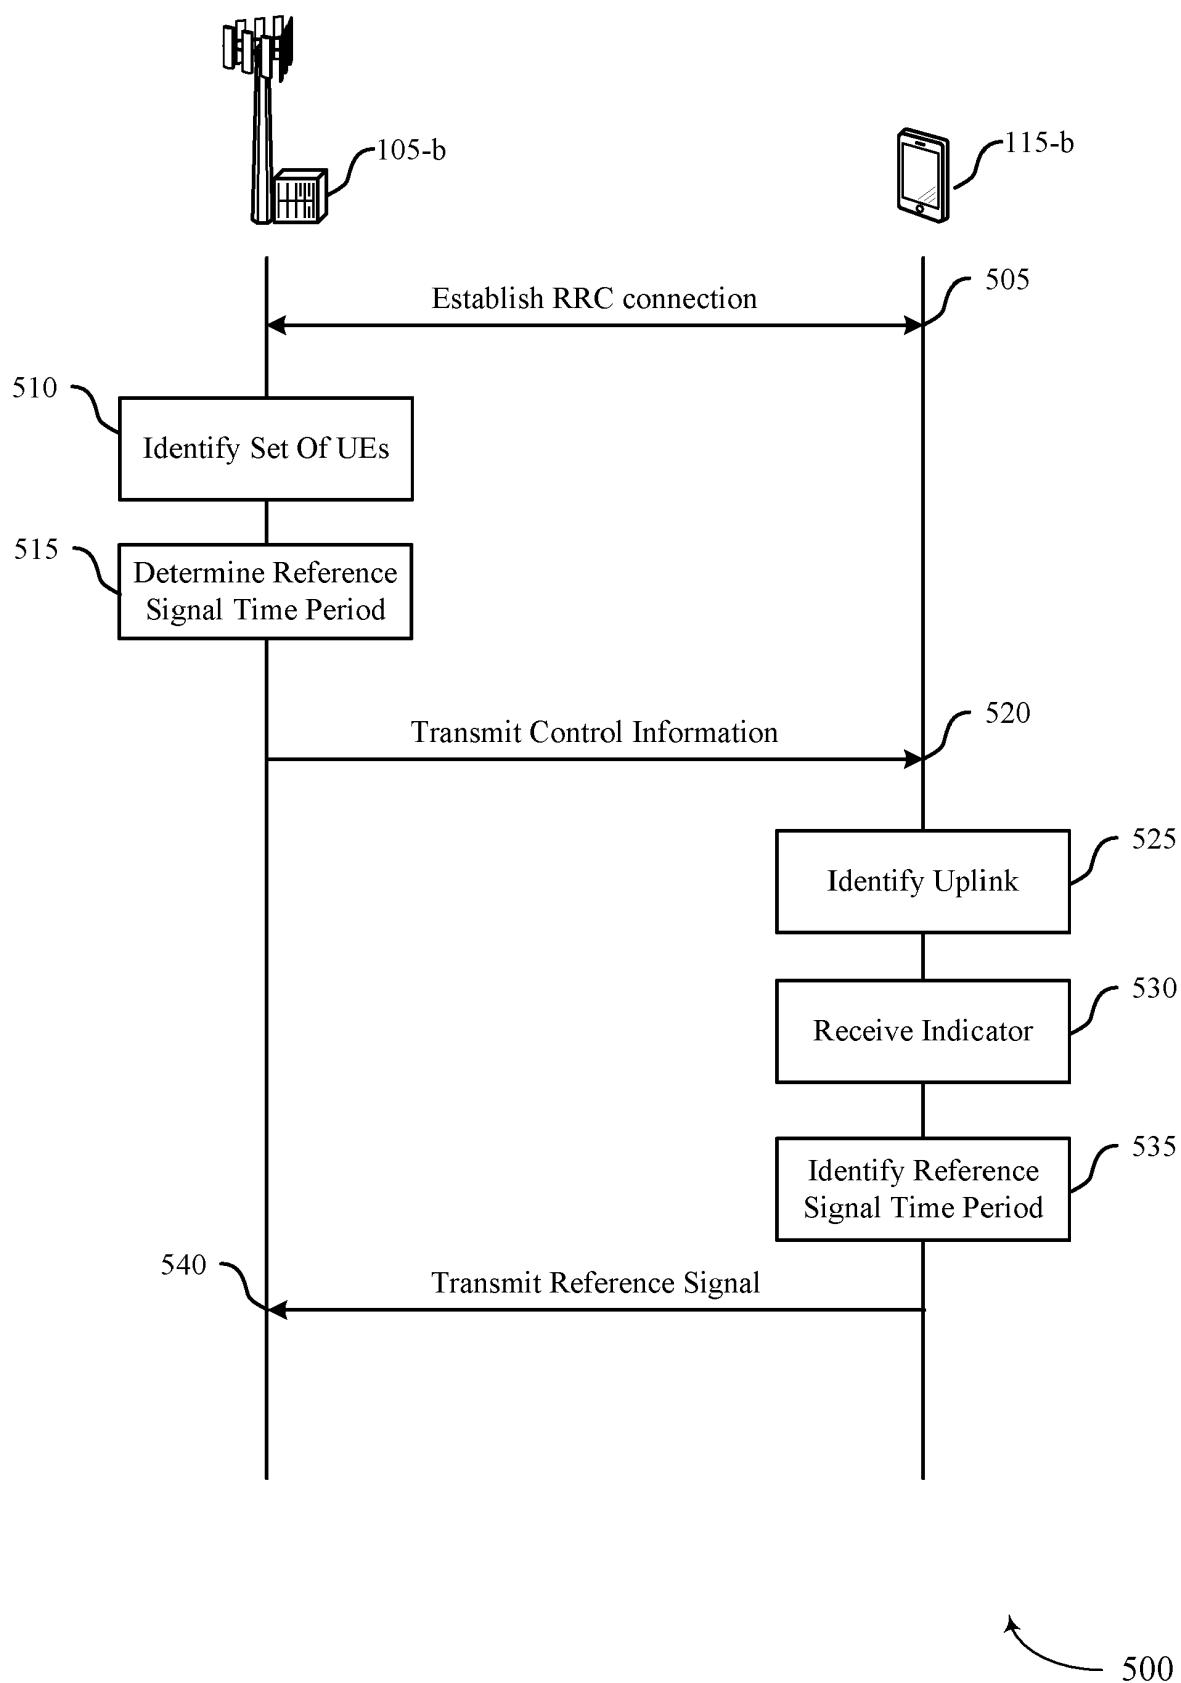 105-b
115-b
505
Establish RRC connection
510
Identify Set Of UEs
515
Determine Reference
Signal Time Period
520
Transmit Control Information
525
Identify Uplink
530
Receive Indicator
535
Identify Reference
Signal Time Period
540
Transmit Reference Signal
500